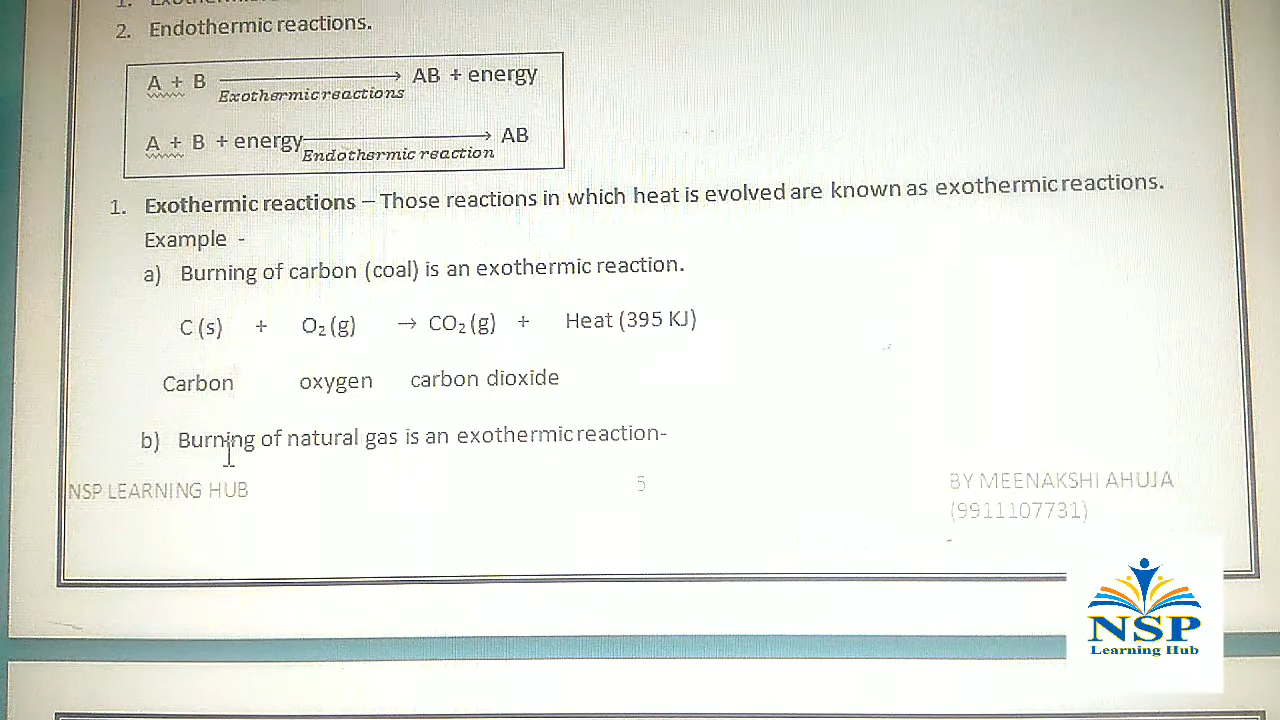 2. Endothermic reactions.
A + B ⟶ AB + energy
Exothermic reactions
A + B + energy ⟶ AB
Endothermic reaction
1. Exothermic reactions – Those reactions in which heat is evolved are known as exothermic reactions.
Example -
a) Burning of carbon (coal) is an exothermic reaction.
C (s) + O₂ (g) → CO₂ (g) + Heat (395 KJ)
Carbon oxygen carbon dioxide
b) Burning of natural gas is an exothermic reaction-
NSP LEARNING HUB 5 BY MEENAKSHI AHUJA
(9911107731)
NSP
Learning Hub